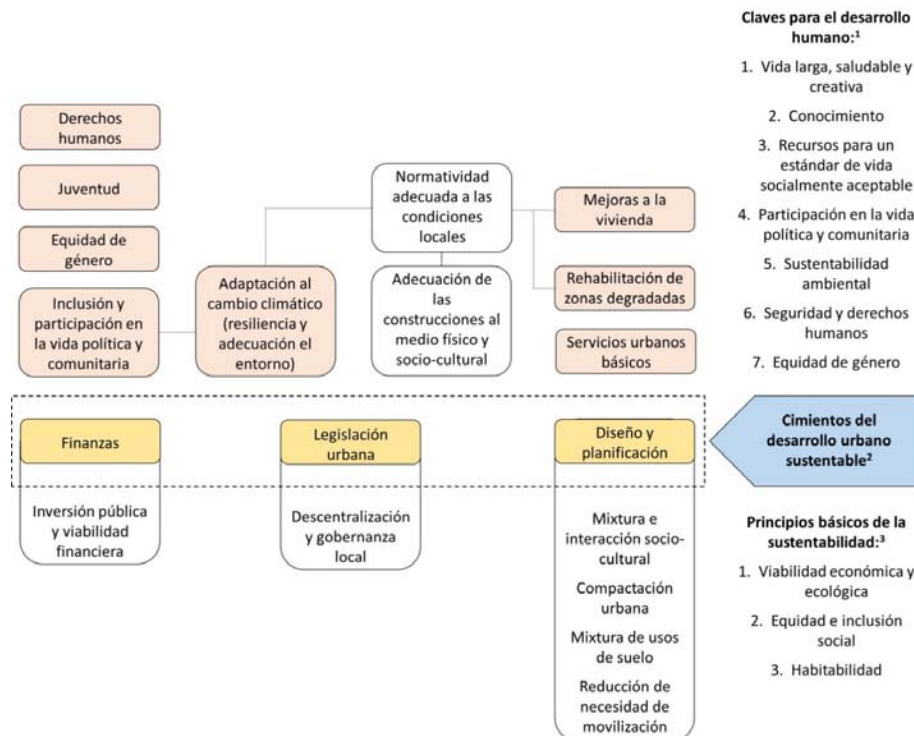 Derechos
humanos
Juventud
Equidad de
género
Inclusión y
participación en
la vida política y
comunitaria
Adaptación al
cambio climático
(resiliencia y
adecuación el
entorno)
Normatividad
adecuada a las
condiciones
locales
Adecuación de
las
construcciones al
medio físico y
socio-cultural
Mejoras a la
vivienda
Rehabilitación de
zonas degradadas
Servicios urbanos
básicos
Claves para el desarrollo
humano:1
1. Vida larga, saludable y
creativa
2. Conocimiento
3. Recursos para un
estándar de vida
socialmente aceptable
4. Participación en la vida
política y comunitaria
5. Sustentabilidad
ambiental
6. Seguridad y derechos
humanos
7. Equidad de género
Finanzas
Inversión pública
y viabilidad
financiera
Legislación
urbana
Descentralización
y gobernanza
local
Diseño y
planificación
Mixtura e
interacción socio-
cultural
Compactación
urbana
Mixtura de usos
de suelo
Reducción de
necesidad de
movilización
Cimientos del
desarrollo urbano
sustentable2
Principios básicos de la
sustentabilidad:3
1. Viabilidad económica y
ecológica
2. Equidad e inclusión
social
3. Habitabilidad